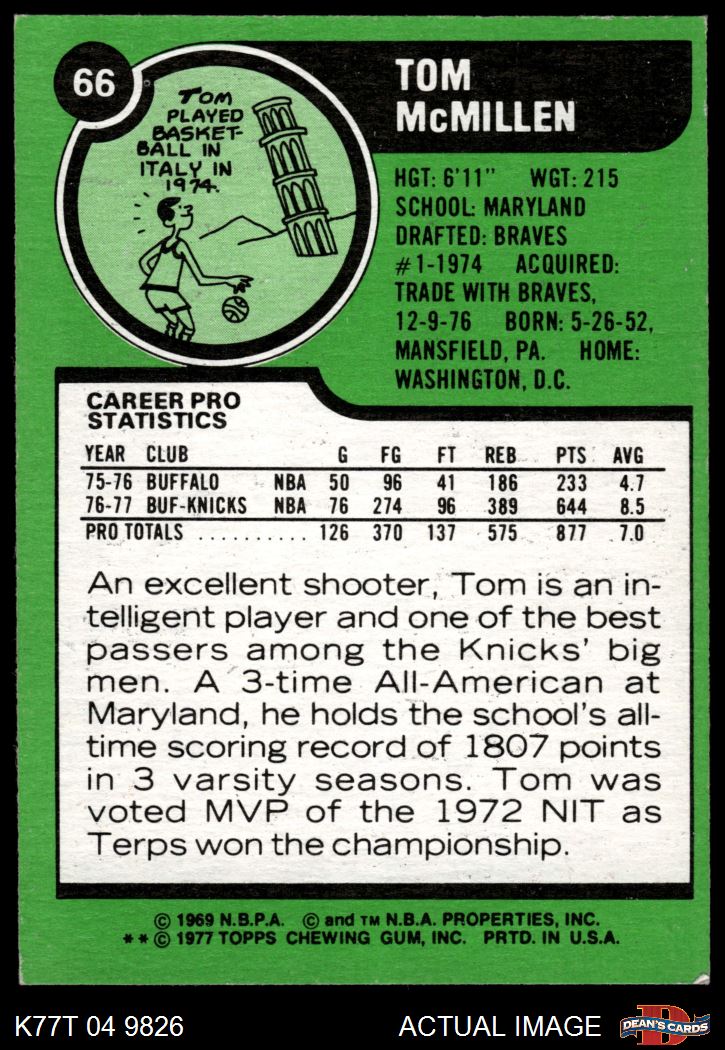 66
TOM
McMILLEN
TOM
PLAYED
BASKET-
BALL IN
ITALY IN
1974.
HGT: 6'11" WGT: 215
SCHOOL: MARYLAND
DRAFTED: BRAVES
#1-1974 ACQUIRED:
TRADE WITH BRAVES,
12-9-76 BORN: 5-26-52,
MANSFIELD, PA. HOME:
WASHINGTON, D.C.
CAREER PRO
STATISTICS
YEAR CLUB G FG FT REB PTS AVG
75-76 BUFFALO NBA 50 96 41 186 233 4.7
76-77 BUF-KNICKS NBA 76 274 96 389 644 8.5
PRO TOTALS .......... 126 370 137 575 877 7.0
An excellent shooter, Tom is an in-
telligent player and one of the best
passers among the Knicks' big
men. A 3-time All-American at
Maryland, he holds the school's all-
time scoring record of 1807 points
in 3 varsity seasons. Tom was
voted MVP of the 1972 NIT as
Terps won the championship.
© 1969 N.B.P.A. © and TM N.B.A. PROPERTIES, INC.
**© 1977 TOPPS CHEWING GUM, INC. PRTD. IN U.S.A.
K77T 04 9826
ACTUAL IMAGE
D
DEAN'S CARDS